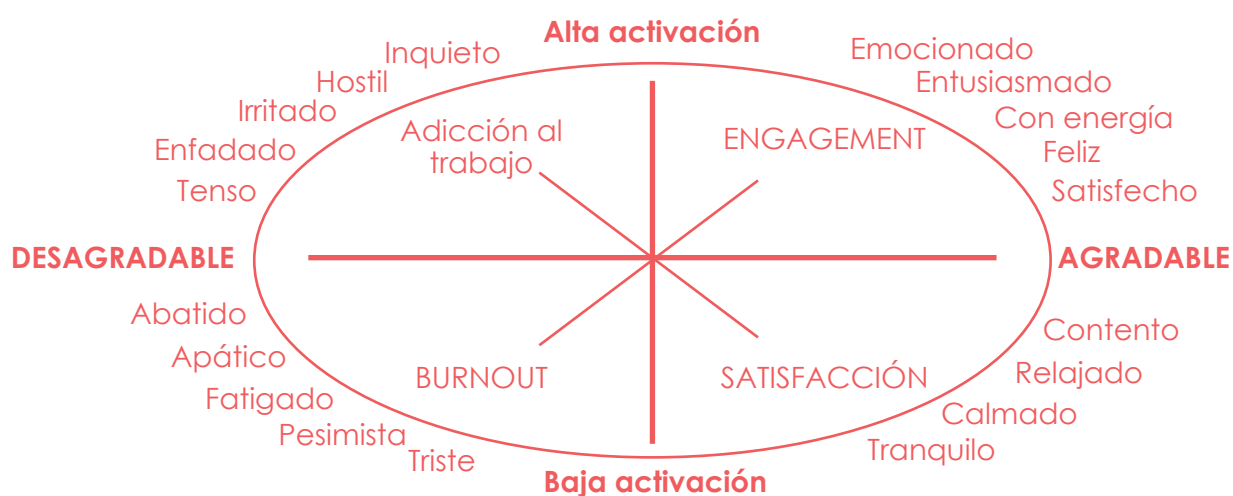 Alta activación
Inquieto
Hostil
Irritado
Enfadado
Tenso
Emocionado
Entusiasmado
Con energía
Feliz
Satisfecho
Adicción al
trabajo
ENGAGEMENT
DESAGRADABLE
AGRADABLE
Abatido
Apático
Fatigado
Pesimista
Triste
BURNOUT
SATISFACCIÓN
Contento
Relajado
Calmado
Tranquilo
Baja activación